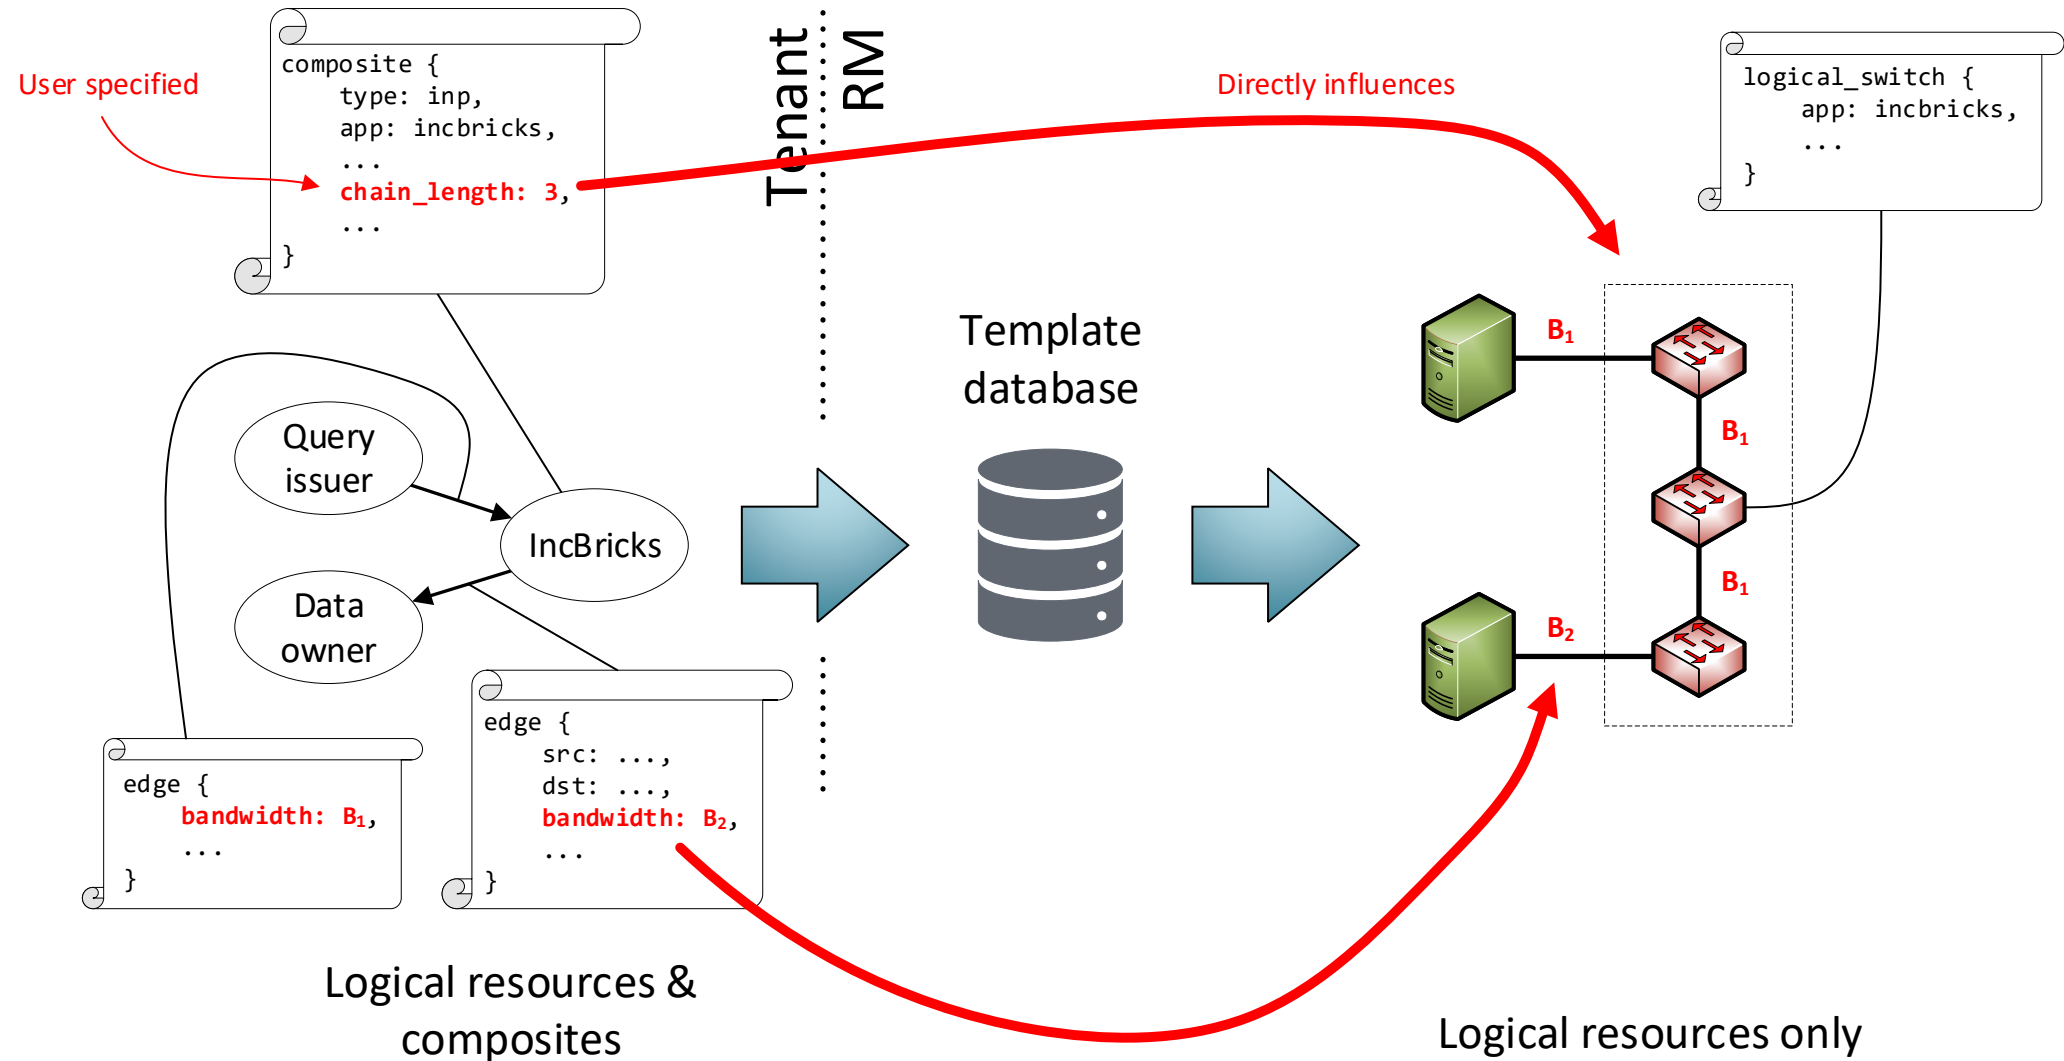 User specified
composite {
type: inp,
app: incbricks,
...
chain_length: 3,
...
}
Tenant
RM
Directly influences
logical_switch {
app: incbricks,
...
}
Query
issuer
IncBricks
Data
owner
edge {
bandwidth: B₁,
...
}
edge {
src: ...,
dst: ...,
bandwidth: B₂,
...
}
Template
database
B₁
B₁
B₁
B₂
Logical resources &
composites
Logical resources only